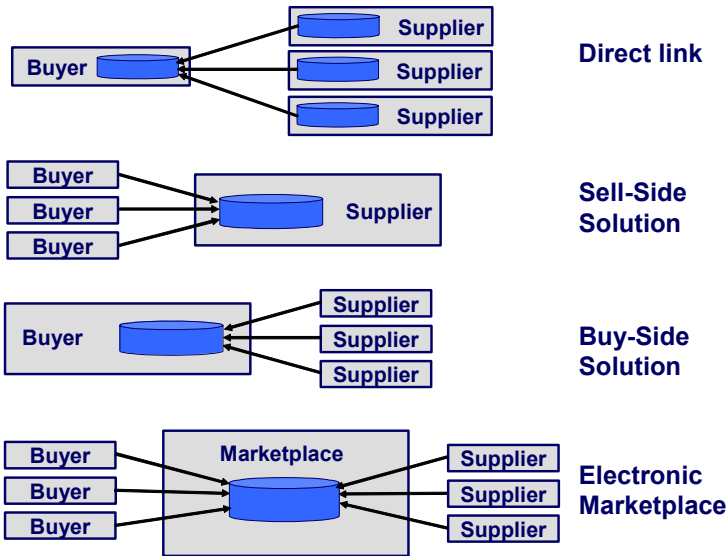 Supplier
Buyer
Supplier
Supplier
Direct link
Buyer
Buyer
Buyer
Supplier
Sell-Side
Solution
Buyer
Supplier
Supplier
Supplier
Buy-Side
Solution
Buyer
Buyer
Buyer
Marketplace
Supplier
Supplier
Supplier
Electronic
Marketplace